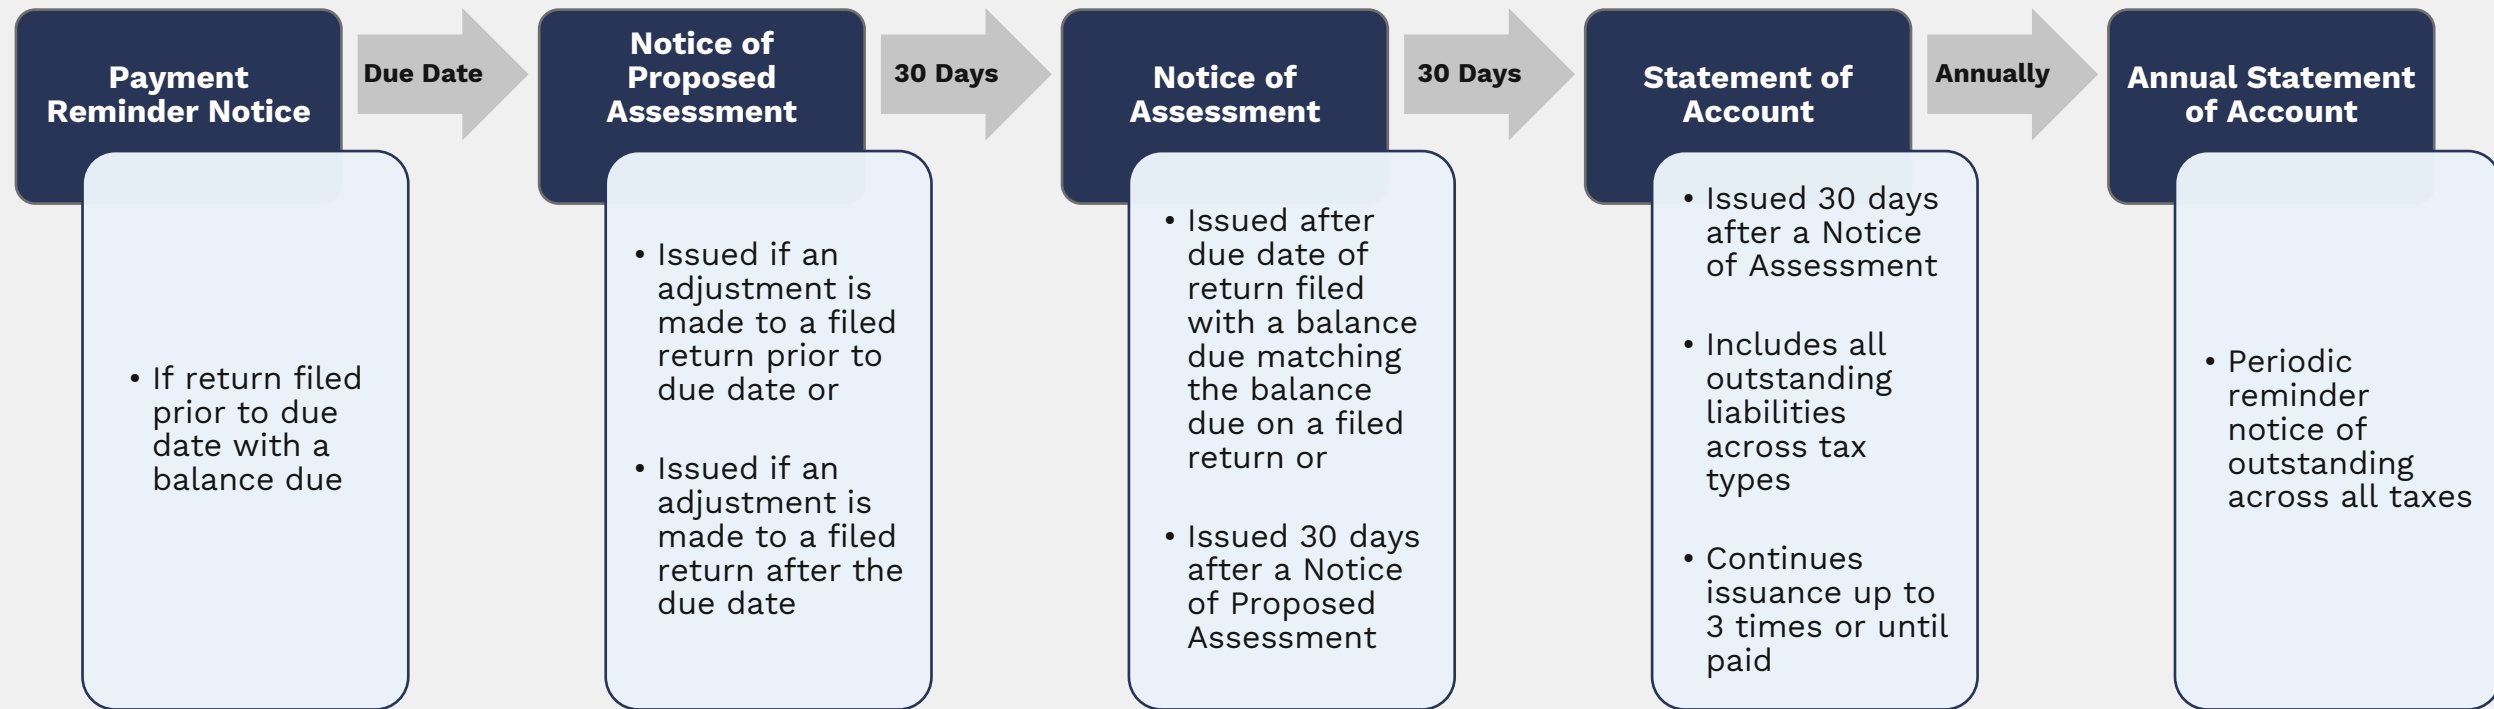 Payment
Reminder Notice
• If return filed
prior to due
date with a
balance due
Due Date
Notice of
Proposed
Assessment
• Issued if an
adjustment is
made to a filed
return prior to
due date or
• Issued if an
adjustment is
made to a filed
return after the
due date
30 Days
Notice of
Assessment
• Issued after
due date of
return filed
with a balance
due matching
the balance
due on a filed
return or
• Issued 30 days
after a Notice
of Proposed
Assessment
30 Days
Statement of
Account
• Issued 30 days
after a Notice
of Assessment
• Includes all
outstanding
liabilities
across tax
types
• Continues
issuance up to
3 times or until
paid
Annually
Annual Statement
of Account
• Periodic
reminder
notice of
outstanding
across all taxes